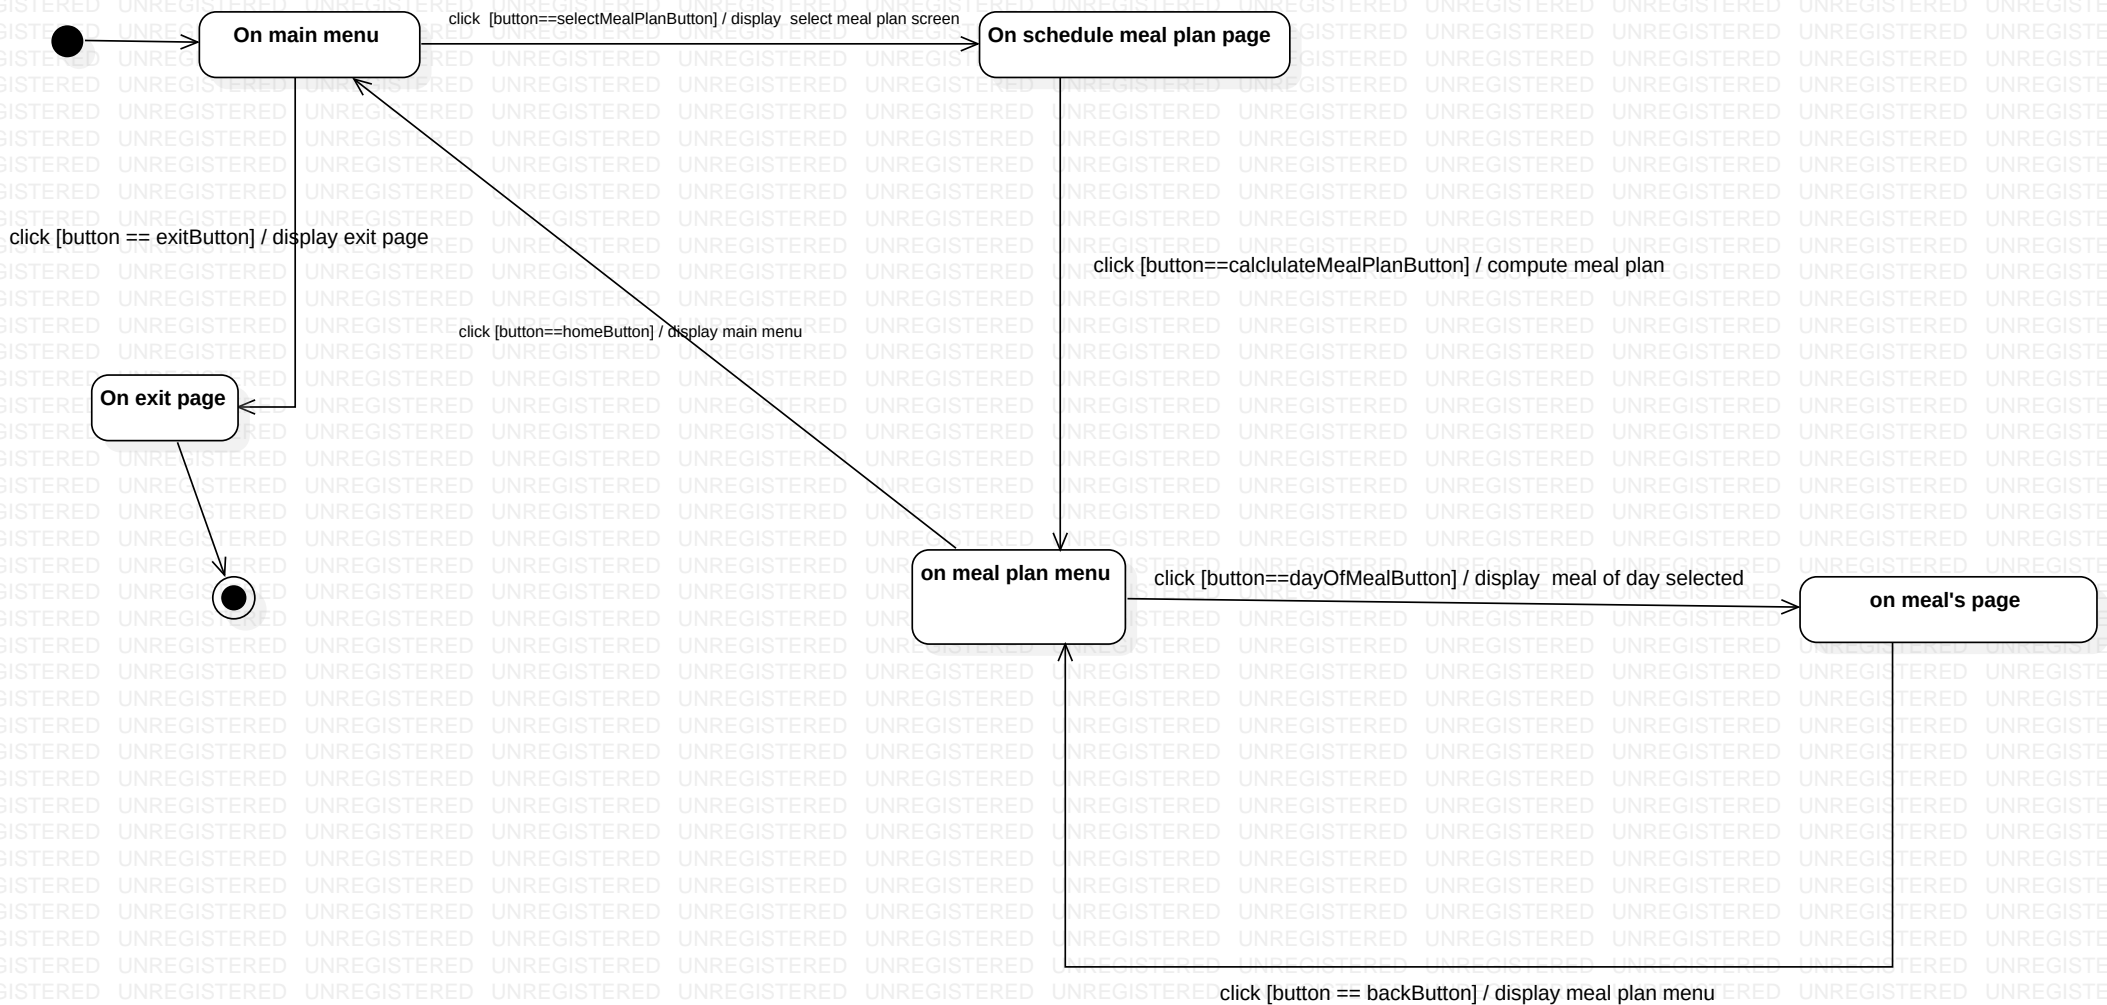 click  [button==selectMealPlanButton] / display  select meal plan screen
On main menu
On schedule meal plan page
click [button == exitButton] / display exit page
click [button==calclulateMealPlanButton] / compute meal plan
click [button==homeButton] / display main menu
On exit page
on meal plan menu
click [button==dayOfMealButton] / display  meal of day selected
on meal's page
click [button == backButton] / display meal plan menu
UNREGISTERED